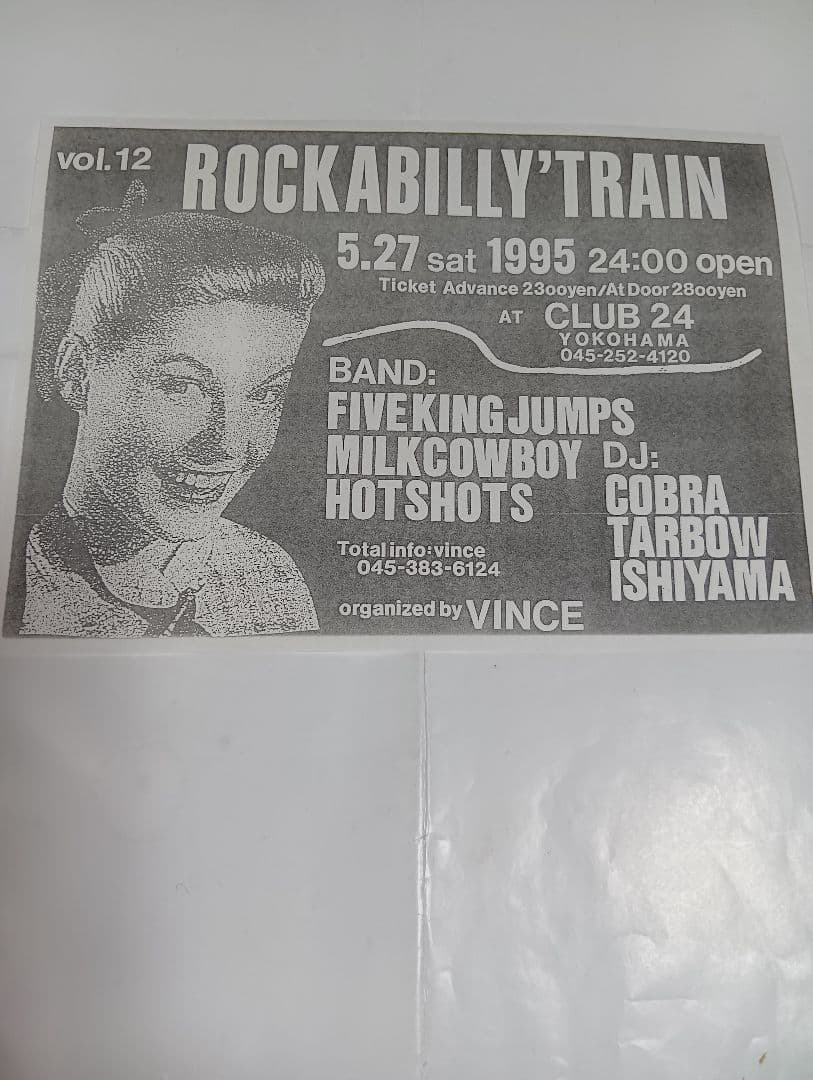 vol.12 ROCKABILLY'TRAIN
5.27 sat 1995 24:00 open
Ticket Advance 23ooyen/At Door 28ooyen
AT CLUB 24
YOKOHAMA
045-252-4120
BAND:
FIVEKINGJUMPS
MILKCOWBOY
HOTSHOTS
DJ:
COBRA
TARBOW
ISHIYAMA
Total info:vince
045-383-6124
organized by VINCE